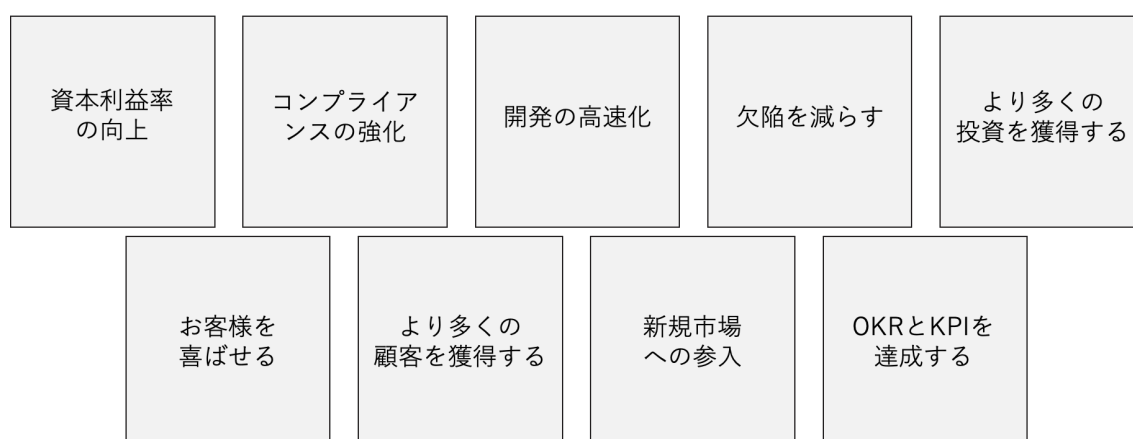 資本利益率
の向上
コンプライア
ンスの強化
開発の高速化
欠陥を減らす
より多くの
投資を獲得する
お客様を
喜ばせる
より多くの
顧客を獲得する
新規市場
への参入
OKRとKPIを
達成する